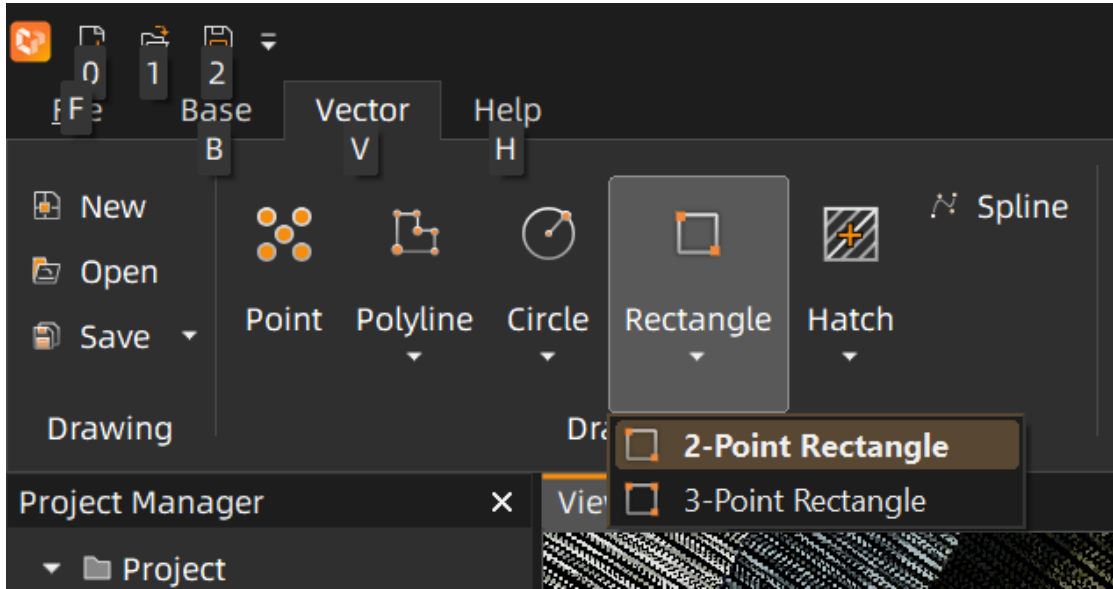 0 1 2
F Base Vector Help
B V H
New
Open
Save
Point Polyline Circle Rectangle Hatch
Spline
Drawing
2-Point Rectangle
3-Point Rectangle
Project Manager
Project